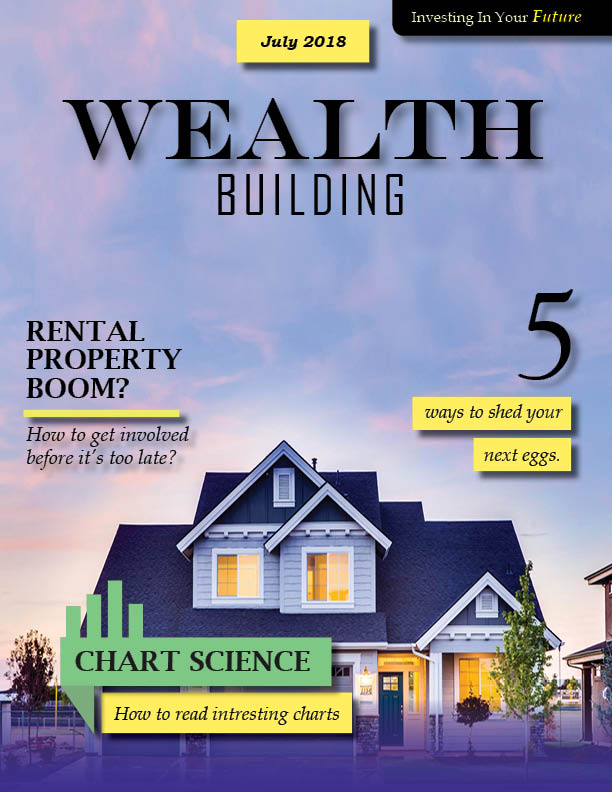 Investing In Your Future
July 2018
WEALTH
BUILDING
RENTAL
PROPERTY
BOOM?
How to get involved
before it's too late?
5
ways to shed your
next eggs.
CHART SCIENCE
How to read intresting charts